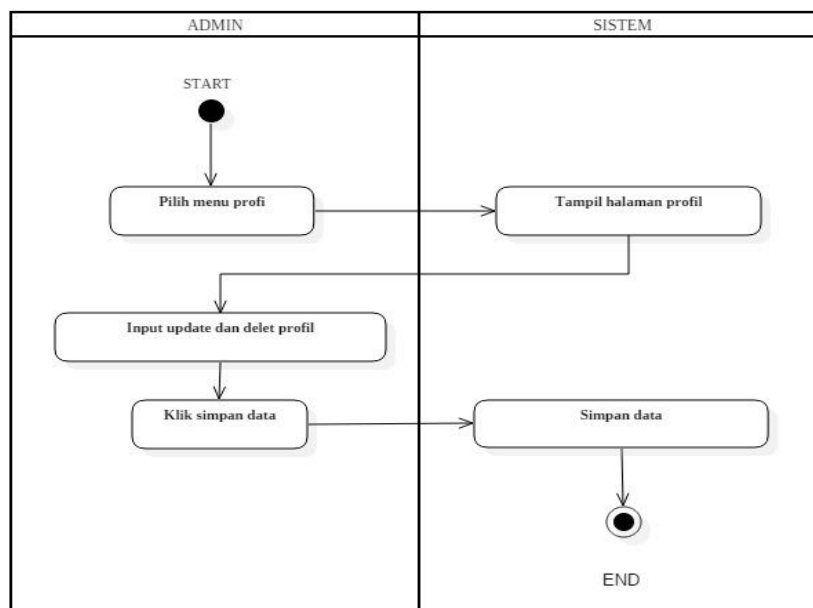 ADMIN
SISTEM
START
Pilih menu profi
Tampil halaman profil
Input update dan delet profil
Klik simpan data
Simpan data
END